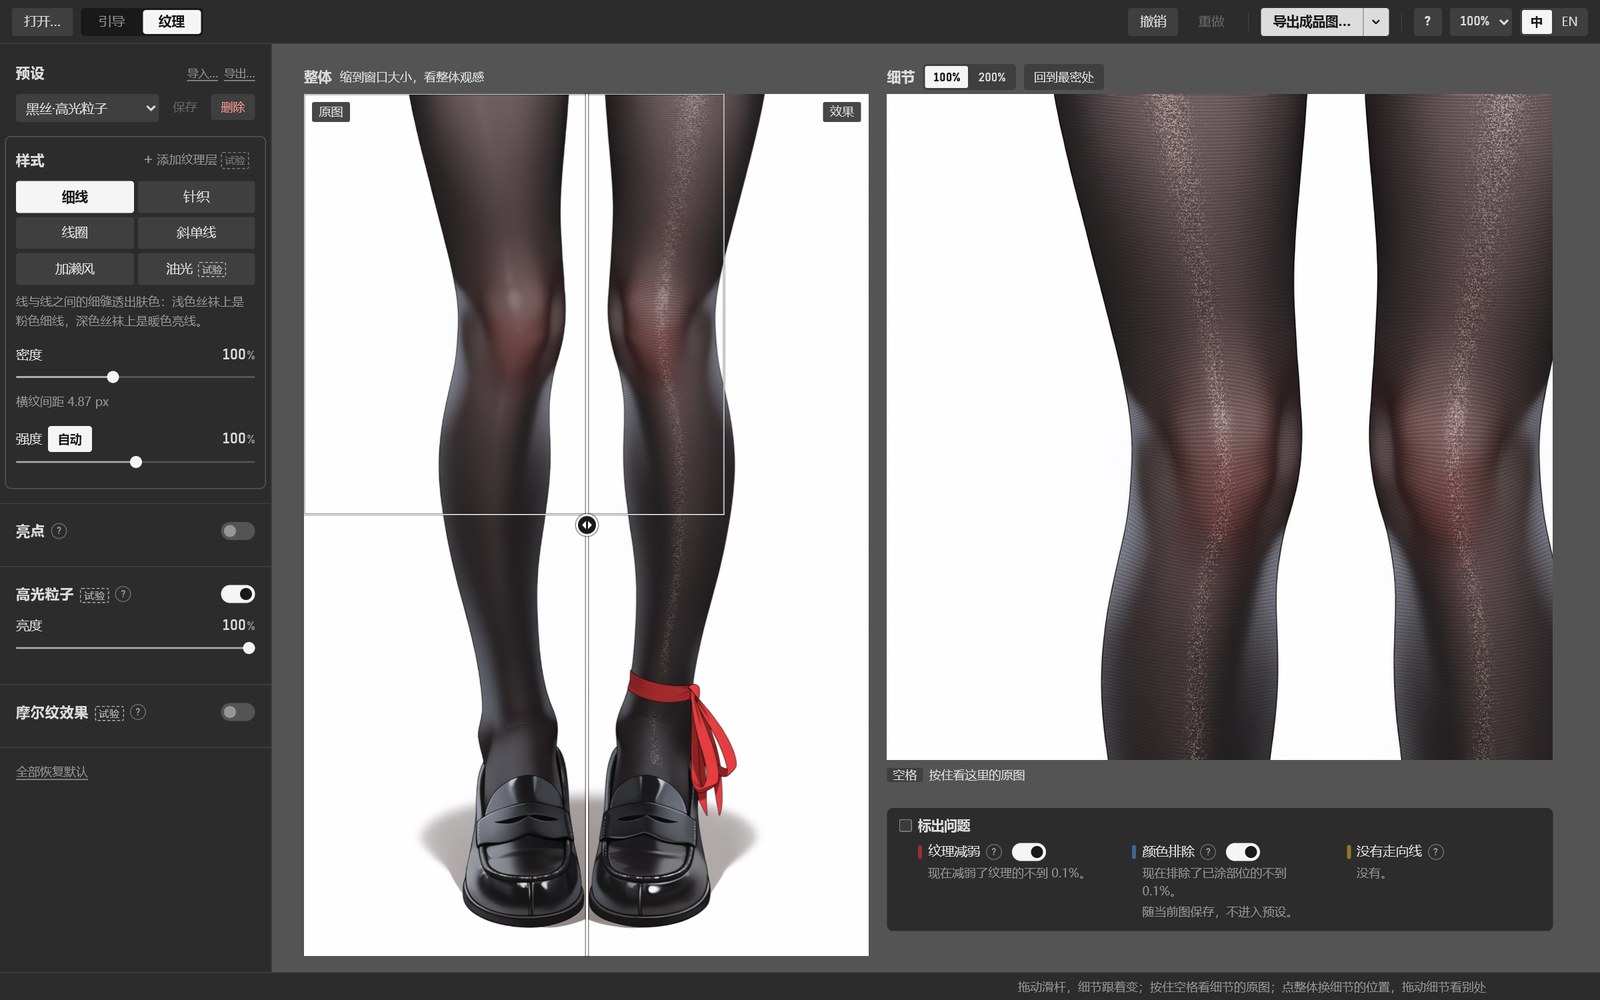 打开...
引导
纹理
撤销
重做
导出成品图...
?
100%
中
EN
预设
导入...
导出...
黑丝·高光粒子
保存
删除
样式
+ 添加纹理层 试验
细线
针织
线圈
斜单线
加濑风
油光 试验
线与线之间的细缝透出肤色：浅色丝袜上是
粉色细线，深色丝袜上是暖色亮线。
密度
100%
横纹间距 4.87 px
强度 自动
100%
亮点 ?
高光粒子 试验 ?
亮度
100%
摩尔纹效果 试验 ?
全部恢复默认
整体 缩到窗口大小，看整体观感
原图
效果
细节
100%
200%
回到最密处
空格 按住看这里的原图
标出问题
纹理减弱 ?
现在减弱了纹理的不到 0.1%。
颜色排除 ?
现在排除了已涂部位的不到
0.1%。
随当前图保存，不进入预设。
没有走向线 ?
没有。
拖动滑杆，细节跟着变；按住空格看细节的原图；点整体换细节的位置，拖动细节看别处